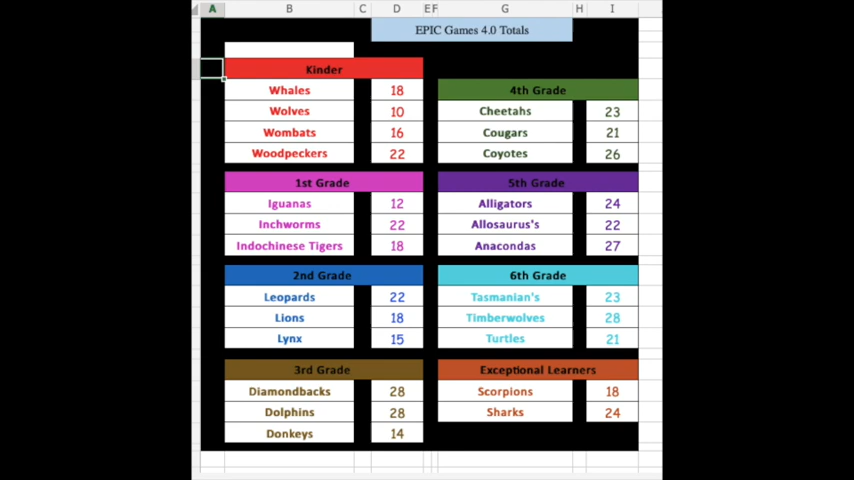 A B C D E F G H I
EPIC Games 4.0 Totals
Kinder
Whales 18
Wolves 10
Wombats 16
Woodpeckers 22
1st Grade
Iguanas 12
Inchworms 22
Indochinese Tigers 18
2nd Grade
Leopards 22
Lions 18
Lynx 15
3rd Grade
Diamondbacks 28
Dolphins 28
Donkeys 14
4th Grade
Cheetahs 23
Cougars 21
Coyotes 26
5th Grade
Alligators 24
Allosaurus's 22
Anacondas 27
6th Grade
Tasmanian's 23
Timberwolves 28
Turtles 21
Exceptional Learners
Scorpions 18
Sharks 24